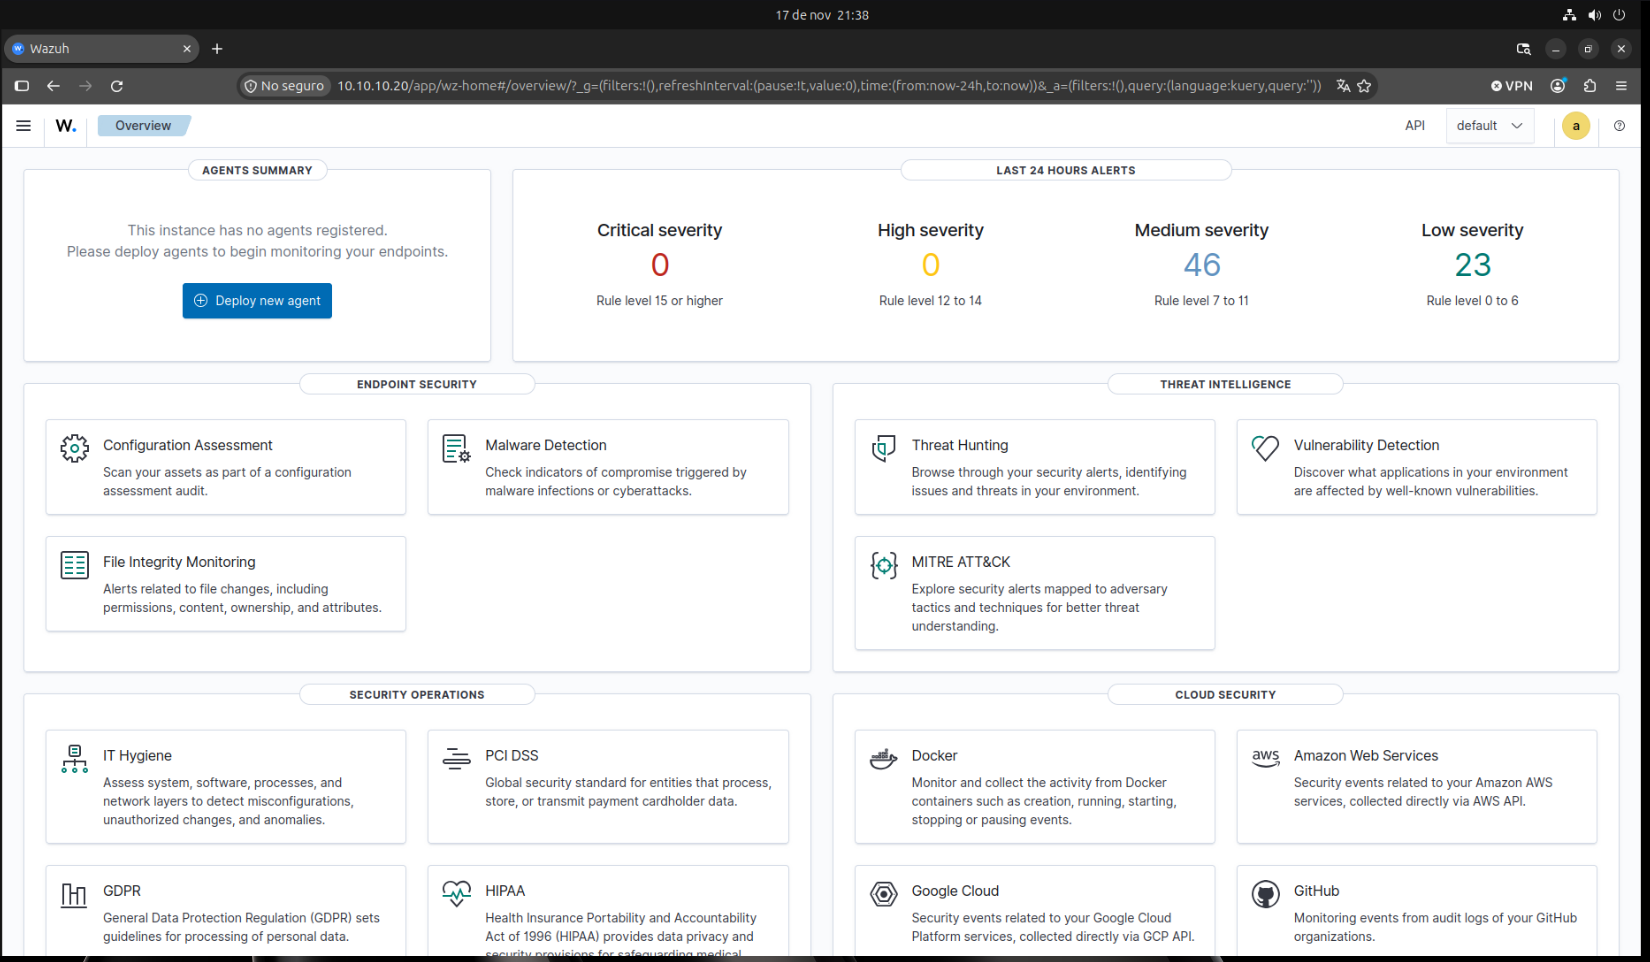 17 de nov 21:38
Wazuh
No seguro
10.10.10.20/app/wz-home#/overview/?_g=(filters:!(),refreshInterval:(pause:!t,value:0),time:(from:now-24h,to:now))&_a=(filters:!(),query:(language:kuery,query:''))
VPN
W.
Overview
API
default
a
AGENTS SUMMARY
This instance has no agents registered.
Please deploy agents to begin monitoring your endpoints.
Deploy new agent
LAST 24 HOURS ALERTS
Critical severity
0
Rule level 15 or higher
High severity
0
Rule level 12 to 14
Medium severity
46
Rule level 7 to 11
Low severity
23
Rule level 0 to 6
ENDPOINT SECURITY
Configuration Assessment
Scan your assets as part of a configuration
assessment audit.
Malware Detection
Check indicators of compromise triggered by
malware infections or cyberattacks.
File Integrity Monitoring
Alerts related to file changes, including
permissions, content, ownership, and attributes.
THREAT INTELLIGENCE
Threat Hunting
Browse through your security alerts, identifying
issues and threats in your environment.
Vulnerability Detection
Discover what applications in your environment
are affected by well-known vulnerabilities.
MITRE ATT&CK
Explore security alerts mapped to adversary
tactics and techniques for better threat
understanding.
SECURITY OPERATIONS
IT Hygiene
Assess system, software, processes, and
network layers to detect misconfigurations,
unauthorized changes, and anomalies.
PCI DSS
Global security standard for entities that process,
store, or transmit payment cardholder data.
GDPR
General Data Protection Regulation (GDPR) sets
guidelines for processing of personal data.
HIPAA
Health Insurance Portability and Accountability
Act of 1996 (HIPAA) provides data privacy and
security provisions for safeguarding medical
CLOUD SECURITY
Docker
Monitor and collect the activity from Docker
containers such as creation, running, starting,
stopping or pausing events.
aws
Amazon Web Services
Security events related to your Amazon AWS
services, collected directly via AWS API.
Google Cloud
Security events related to your Google Cloud
Platform services, collected directly via GCP API.
GitHub
Monitoring events from audit logs of your GitHub
organizations.